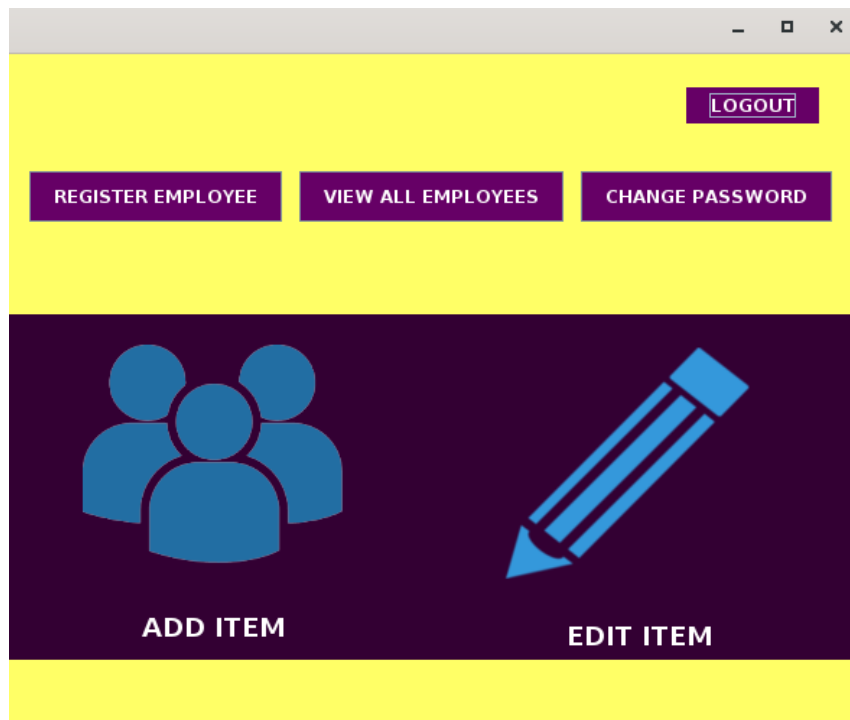 LOGOUT
REGISTER EMPLOYEE
VIEW ALL EMPLOYEES
CHANGE PASSWORD
ADD ITEM
EDIT ITEM